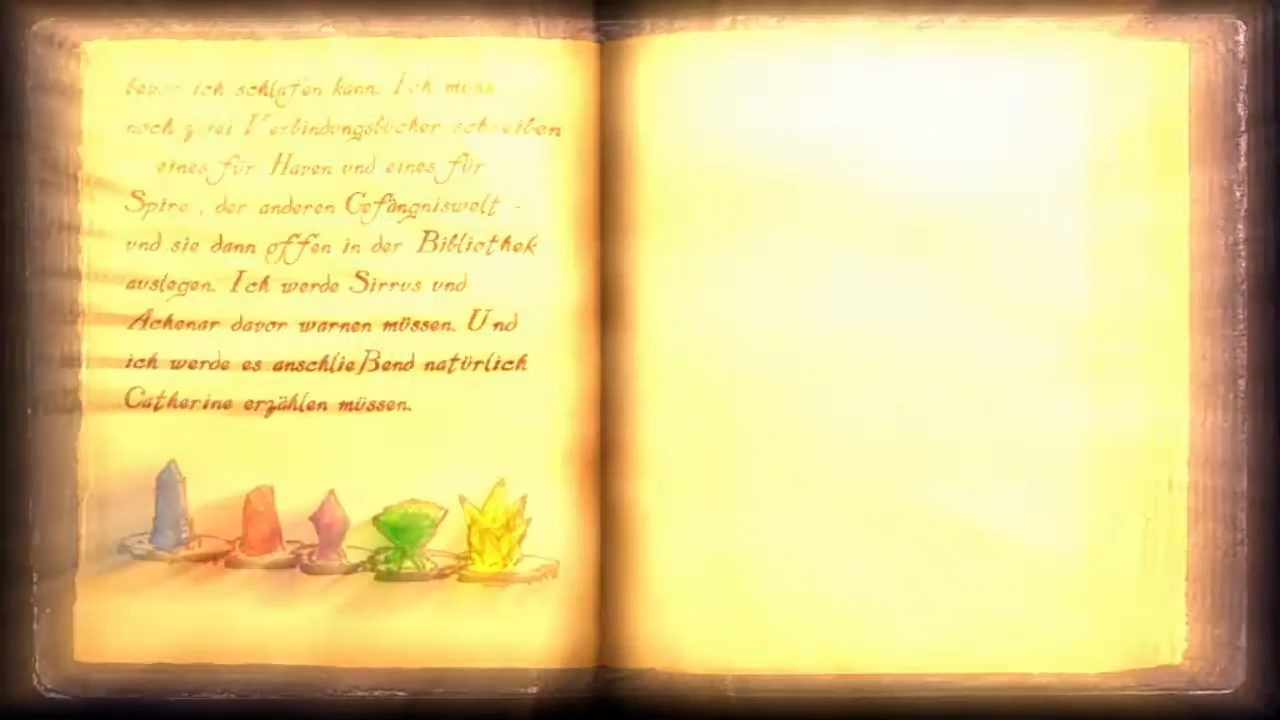 bevor ich schlafen kann. Ich muss
noch zwei Verbindungsbücher schreiben
eines für Haven und eines für
Spire, der anderen Gefängniswelt -
und sie dann offen in der Bibliothek
auslegen. Ich werde Sirrus und
Achenar davor warnen müssen. Und
ich werde es anschließend natürlich
Catherine erzählen müssen.